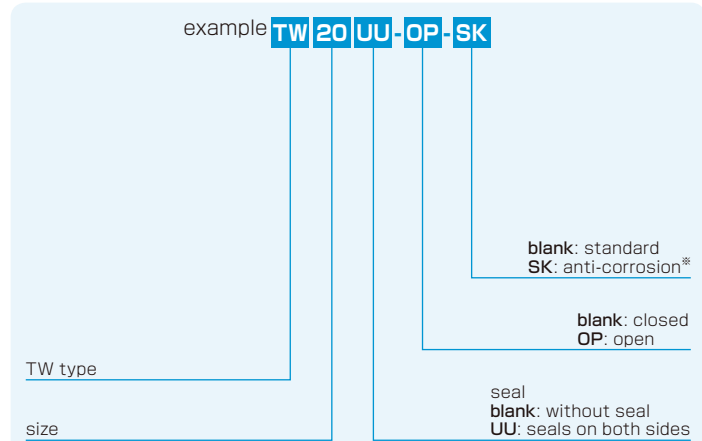 example TW 20 UU - OP - SK
blank: standard
SK: anti-corrosion※
blank: closed
OP: open
TW type
seal
blank: without seal
size
UU: seals on both sides